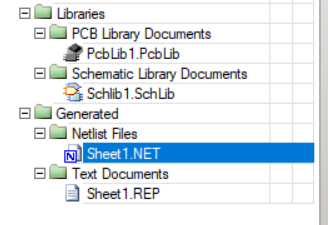 Libraries
PCB Library Documents
PcbLib1.PcbLib
Schematic Library Documents
Schlib1.SchLib
Generated
Netlist Files
Sheet1.NET
Text Documents
Sheet1.REP